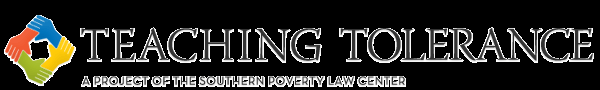 TEACHING TOLERANCE
A PROJECT OF THE SOUTHERN POVERTY LAW CENTER